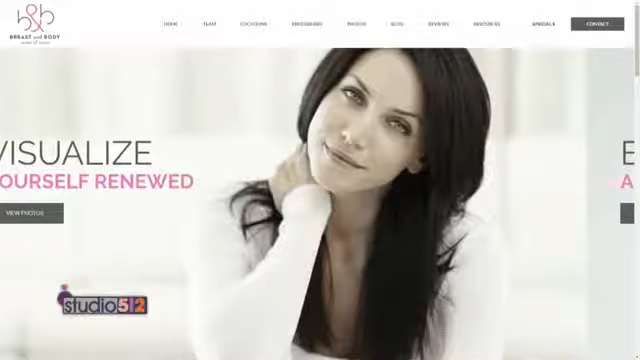 b&b
BREAST and BODY
HOME
TEAM
LOCATIONS
PROCEDURES
PHOTOS
BLOG
REVIEWS
RESOURCES
SPECIALS
CONTACT
VISUALIZE
OURSELF RENEWED
VIEW PHOTOS
E
A
studio512